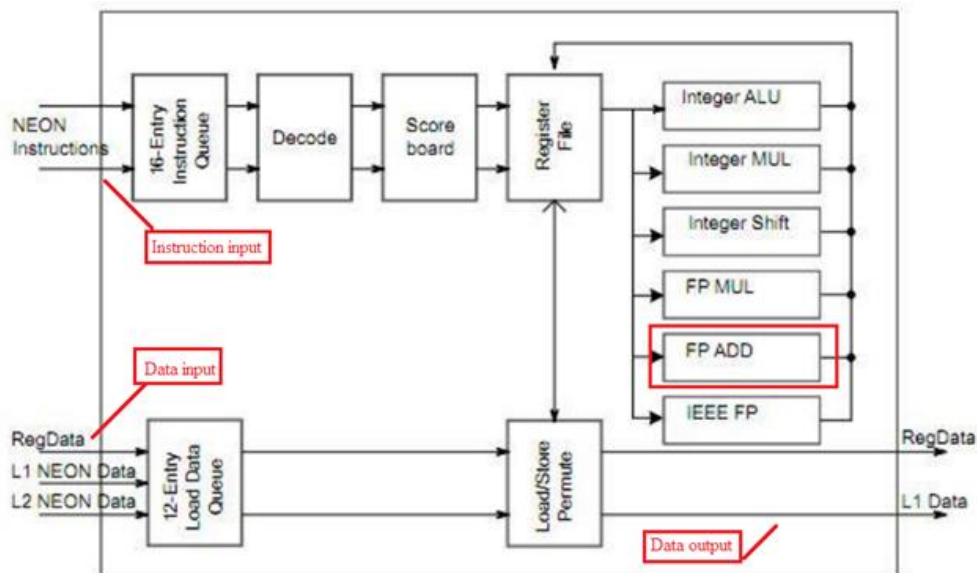 NEON
Instructions
16-Entry
Instruction
Queue
Decode
Score
board
Register
File
Integer ALU
Integer MUL
Integer Shift
FP MUL
FP ADD
IEEE FP
Instruction input
Data input
RegData
L1 NEON Data
L2 NEON Data
12-Entry
Load Data
Queue
Load/Store
Permute
RegData
L1 Data
Data output